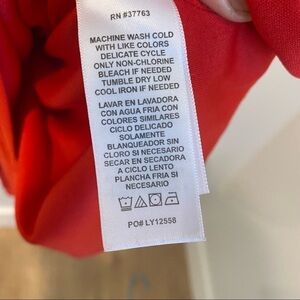 RN #37763
MACHINE WASH COLD
WITH LIKE COLORS
DELICATE CYCLE
ONLY NON-CHLORINE
BLEACH IF NEEDED
TUMBLE DRY LOW
COOL IRON IF NEEDED
LAVAR EN LAVADORA
CON AGUA FRIA CON
COLORES SIMILARES
CICLO DELICADO
SOLAMENTE
BLANQUEADOR SIN
CLORO SI NECESARIO
SECAR EN SECADORA
A CICLO LENTO
PLANCHA FRIA SI
NECESARIO
PO# LY12558